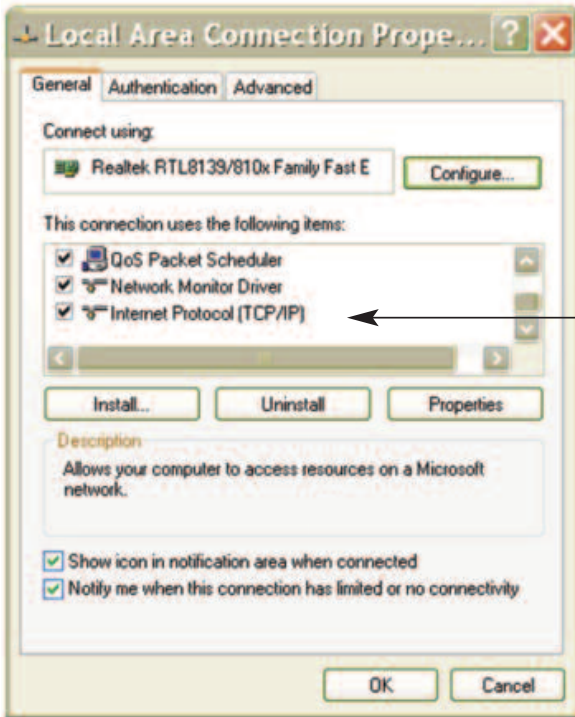 Local Area Connection Prope... ?
General Authentication Advanced
Connect using:
Realtek RTL8139/810x Family Fast E
Configure...
This connection uses the following items:
QoS Packet Scheduler
Network Monitor Driver
Internet Protocol (TCP/IP)
Install... Uninstall Properties
Description
Allows your computer to access resources on a Microsoft
network.
Show icon in notification area when connected
Notify me when this connection has limited or no connectivity
OK Cancel